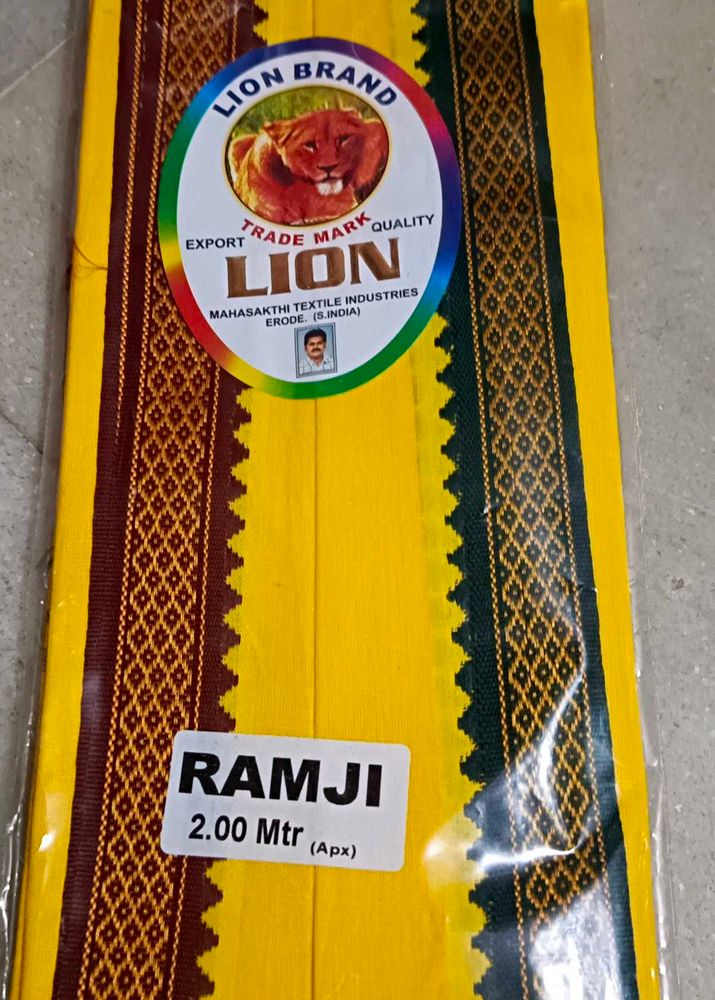 LION BRAND
TRADE MARK
EXPORT QUALITY
LION
MAHASAKTHI TEXTILE INDUSTRIES
ERODE. (S.INDIA)
RAMJI
2.00 Mtr (Apx)